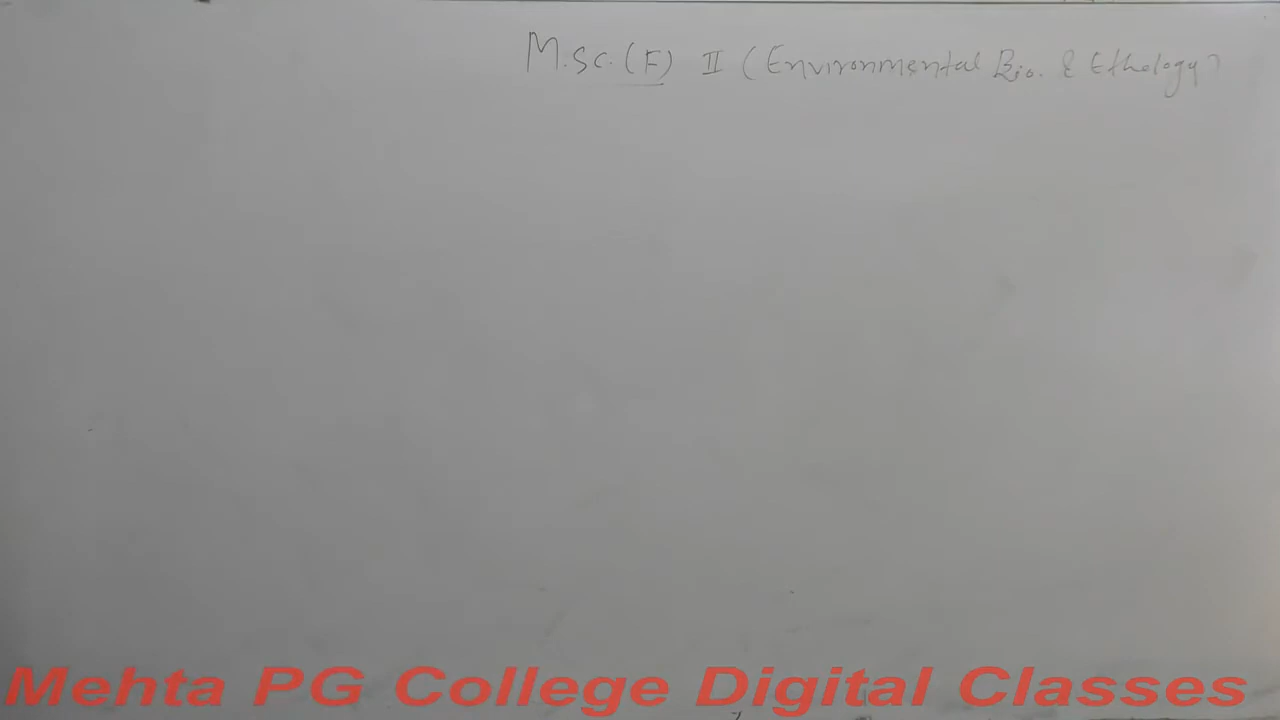 M.Sc. (F) II (Environmental Bio. & Ethology)
Mehta PG College Digital Classes